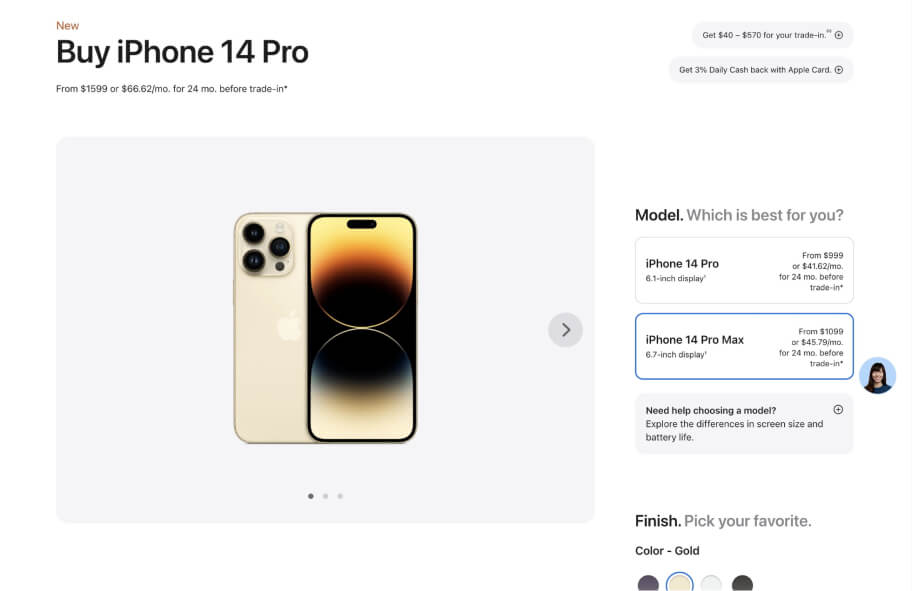 New
Buy iPhone 14 Pro
From $1599 or $66.62/mo. for 24 mo. before trade-in*
Get $40 – $570 for your trade-in.**
Get 3% Daily Cash back with Apple Card.
Model. Which is best for you?
iPhone 14 Pro
6.1-inch display¹
From $999
or $41.62/mo.
for 24 mo. before
trade-in*
iPhone 14 Pro Max
6.7-inch display¹
From $1099
or $45.79/mo.
for 24 mo. before
trade-in*
Need help choosing a model?
Explore the differences in screen size and
battery life.
Finish. Pick your favorite.
Color - Gold